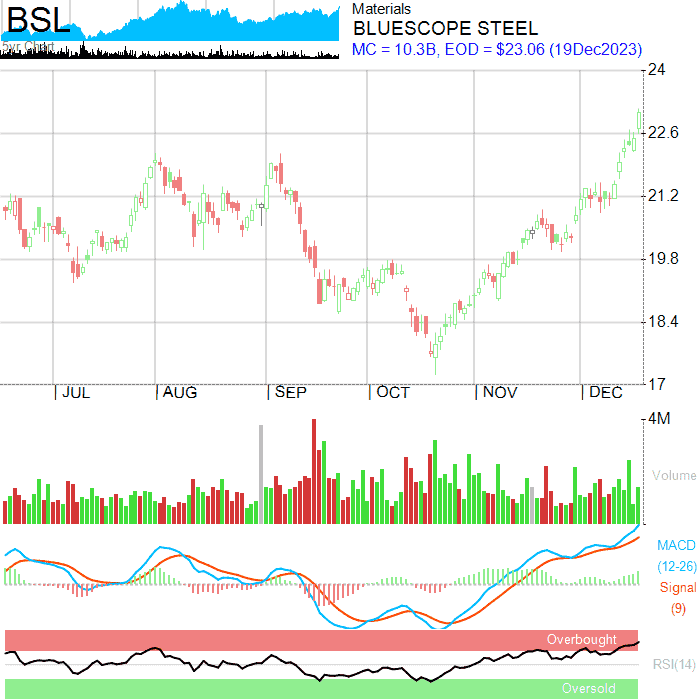 BSL
5yr Chart
Materials
BLUESCOPE STEEL
MC = 10.3B, EOD = $23.06 (19Dec2023)
24
22.6
21.2
19.8
18.4
17
JUL AUG SEP OCT NOV DEC
4M
Volume
MACD
(12-26)
Signal
(9)
Overbought
RSI(14)
Oversold